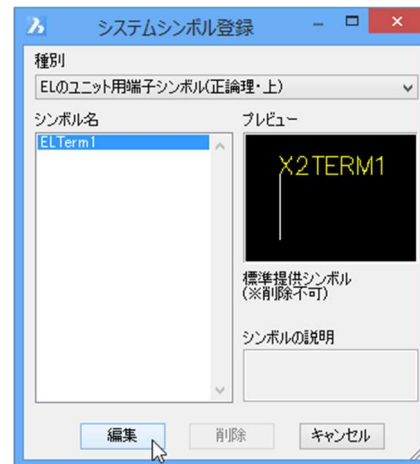 システムシンボル登録
種別
ELのユニット用端子シンボル(正論理・上)
シンボル名
プレビュー
ELTerm1
X2TERM1
標準提供シンボル
(※削除不可)
シンボルの説明
編集
削除
キャンセル